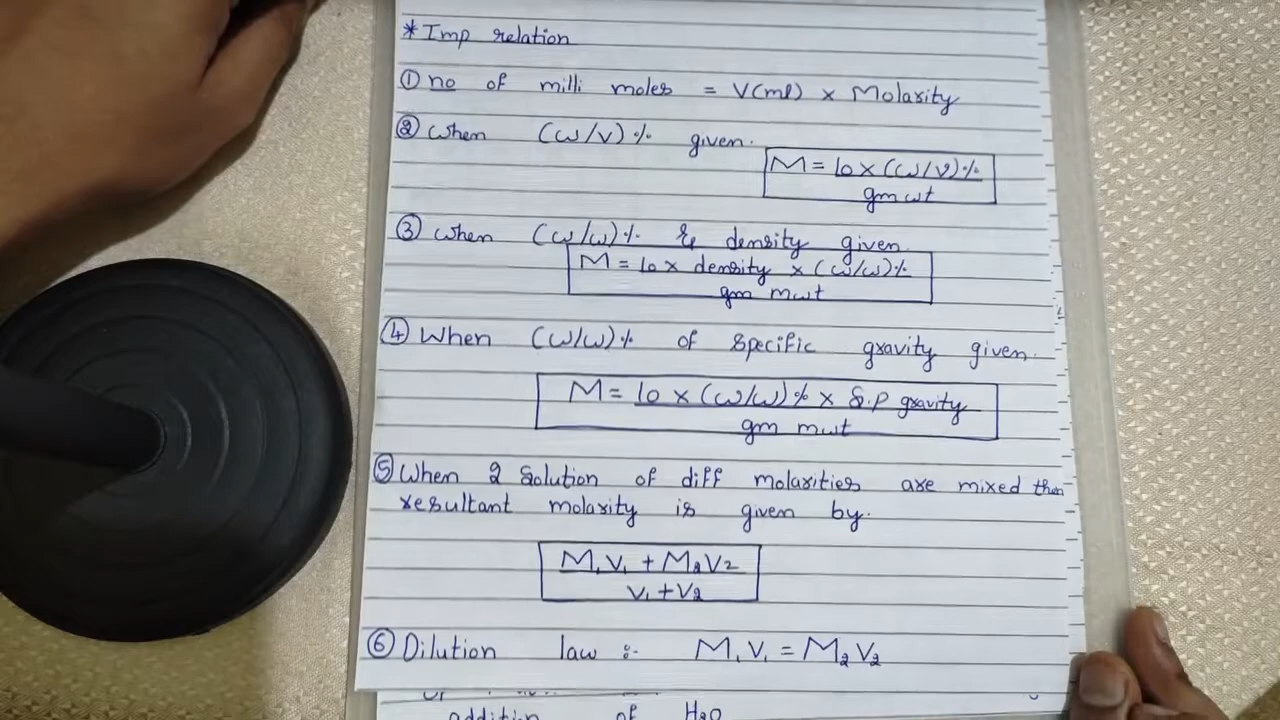 * Imp relation
① no of milli moles = V(ml) × Molarity
② When (w/v)% given.
M = 10 × (w/v)%
gm wt
③ when (w/w)% & density given
M = 10 × density × (w/w)%
gm mwt
④ When (w/w)% of specific gravity given.
M = 10 × (w/w)% × S.P gravity
gm mwt
⑤ When 2 solution of diff molarities are mixed then
resultant molarity is given by.
M₁V₁ + M₂V₂
V₁ + V₂
⑥ Dilution law :- M₁V₁ = M₂V₂
addition of H₂O